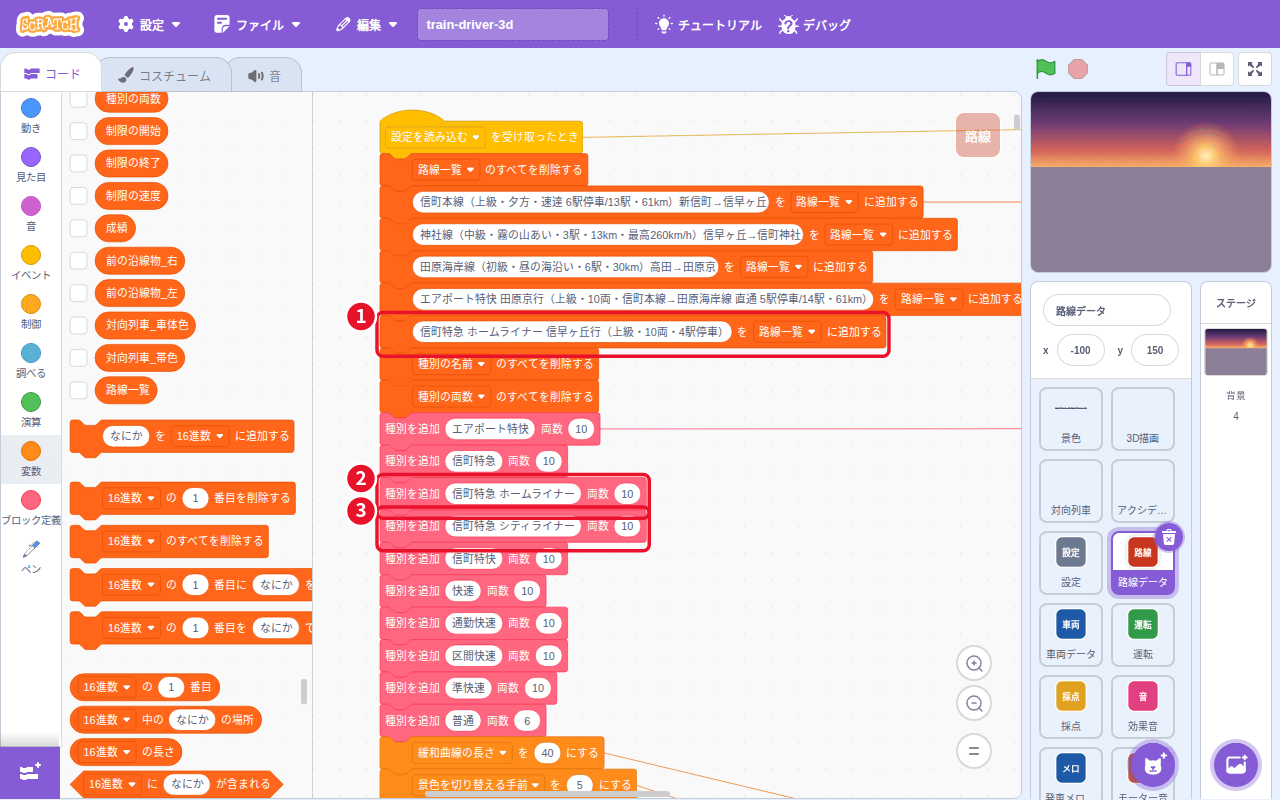 SCRATCH
設定
ファイル
編集
train-driver-3d
チュートリアル
デバッグ
コード
コスチューム
音
動き
見た目
音
イベント
制御
調べる
演算
変数
ブロック定義
ペン
種別の両数
制限の開始
制限の終了
制限の速度
成績
前の沿線物_右
前の沿線物_左
対向列車_車体色
対向列車_帯色
路線一覧
なにか を 16進数 に追加する
16進数 の 1 番目を削除する
16進数 のすべてを削除する
16進数 の 1 番目に なにか を
16進数 の 1 番目を なにか で
16進数 の 1 番目
16進数 中の なにか の場所
16進数 の長さ
16進数 に なにか が含まれる
設定を読み込む を受け取ったとき
路線一覧 のすべてを削除する
信町本線（上級・夕方・速達 6駅停車/13駅・61km）新信町→信早ヶ丘 を 路線一覧 に追加する
神社線（中級・霧の山あい・3駅・13km・最高260km/h）信早ヶ丘→信町神社 を 路線一覧 に追加する
田原海岸線（初級・昼の海沿い・6駅・30km）高田→田原京 を 路線一覧 に追加する
エアポート特快 田原京行（上級・10両・信町本線→田原海岸線 直通 5駅停車/14駅・61km） を 路線一覧 に追加する
1
信町特急 ホームライナー 信早ヶ丘行（上級・10両・4駅停車） を 路線一覧 に追加する
種別の名前 のすべてを削除する
種別の両数 のすべてを削除する
種別を追加 エアポート特快 両数 10
種別を追加 信町特急 両数 10
2
種別を追加 信町特急 ホームライナー 両数 10
3
種別を追加 信町特急 シティライナー 両数 10
種別を追加 信町特快 両数 10
種別を追加 快速 両数 10
種別を追加 通勤快速 両数 10
種別を追加 区間快速 両数 10
種別を追加 準快速 両数 10
種別を追加 普通 両数 6
緩和曲線の長さ を 40 にする
景色を切り替える手前 を 5 にする
路線
路線データ
x -100 y 150
景色
3D描画
対向列車
アクシデ...
設定
設定
路線
路線データ
車両
車両データ
運転
運転
採点
採点
音
効果音
メロ
発車メロ
モーター音
ステージ
背景
4